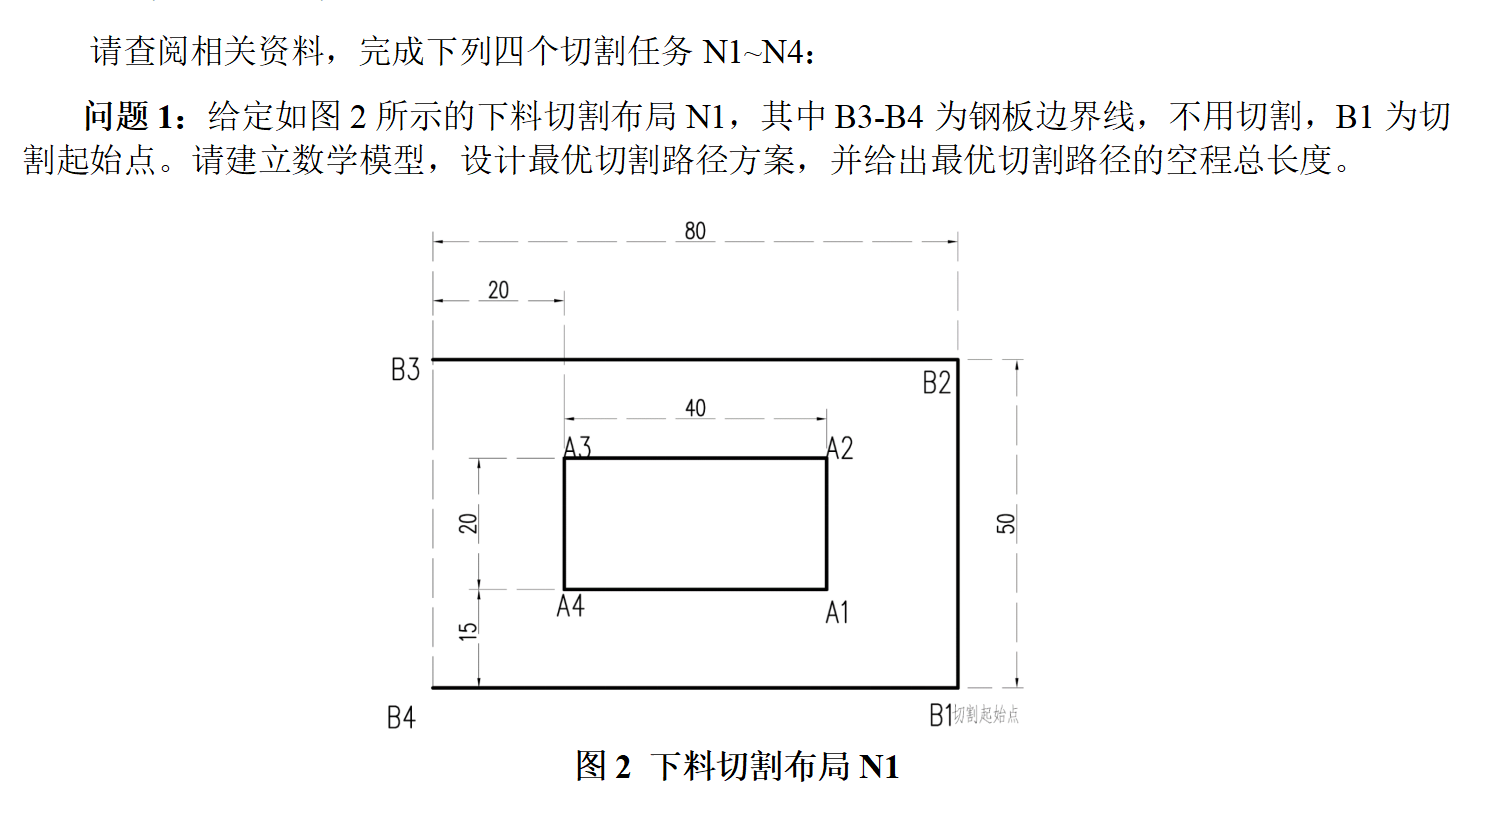 请查阅相关资料，完成下列四个切割任务 N1~N4：
问题 1：给定如图 2 所示的下料切割布局 N1，其中 B3-B4 为钢板边界线，不用切割，B1 为切
割起始点。请建立数学模型，设计最优切割路径方案，并给出最优切割路径的空程总长度。
80
20
B3
B2
40
A3
A2
20
50
A4
A1
15
B4
B1切割起始点
图 2 下料切割布局 N1